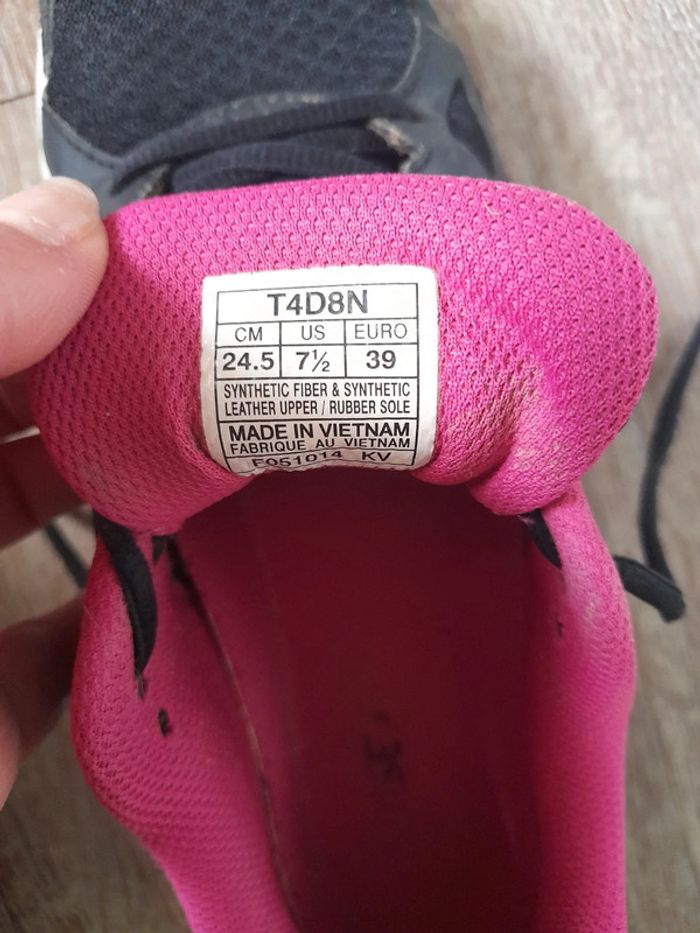 T4D8N
CM US EURO
24.5 7½ 39
SYNTHETIC FIBER & SYNTHETIC
LEATHER UPPER / RUBBER SOLE
MADE IN VIETNAM
FABRIQUE AU VIETNAM
F051014 KV